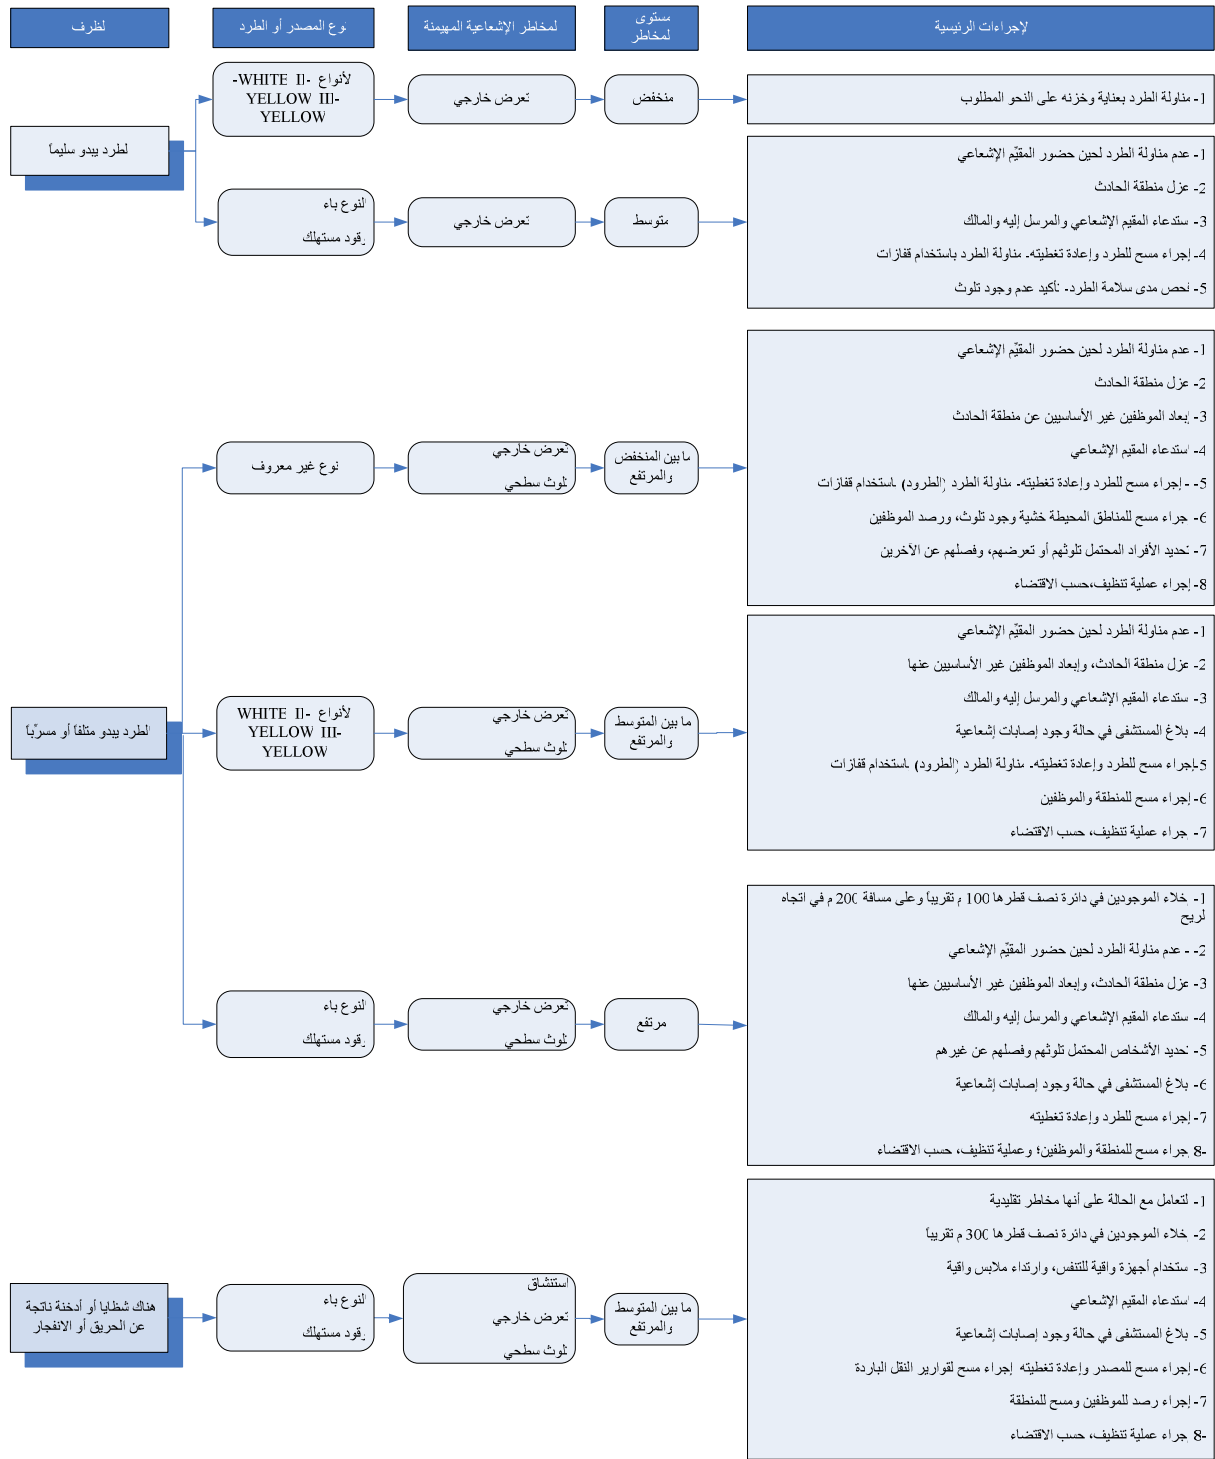 لظرف
نوع المصدر أو الطرد
لمخاطر الإشعاعية المهيمنة
مستوى
لمخاطر
لإجراءات الرئيسية
لطرد يبدو سليماً
لأنواع -WHITE II-
YELLOW III-
YELLOW
تعرض خارجي
منخفض
1- مناولة الطرد بعناية وخزنه على النحو المطلوب
النوع باء
وقود مستهلك
تعرض خارجي
متوسط
1- عدم مناولة الطرد لحين حضور المقيّم الإشعاعي
2- عزل منطقة الحادث
3- ستدعاء المقيم الإشعاعي والمرسل إليه والمالك
4- إجراء مسح للطرد وإعادة تغطيته- مناولة الطرد باستخدام قفازات
5- فحص مدى سلامة الطرد- تأكيد عدم وجود تلوث
الطرد يبدو متلفاً أو مسرّباً
نوع غير معروف
تعرض خارجي
تلوث سطحي
ما بين المنخفض
والمرتفع
1- عدم مناولة الطرد لحين حضور المقيّم الإشعاعي
2- عزل منطقة الحادث
3- إبعاد الموظفين غير الأساسيين عن منطقة الحادث
4- استدعاء المقيم الإشعاعي
5- - إجراء مسح للطرد وإعادة تغطيته- مناولة الطرد (الطرود) باستخدام قفازات
6- جراء مسح للمناطق المحيطة خشية وجود تلوث، ورصد الموظفين
7- تحديد الأفراد المحتمل تلوثهم أو تعرضهم، وفصلهم عن الآخرين
8- إجراء عملية تنظيف،حسب الاقتضاء
لأنواع -WHITE II
YELLOW III-
YELLOW
تعرض خارجي
تلوث سطحي
ما بين المتوسط
والمرتفع
1- عدم مناولة الطرد لحين حضور المقيّم الإشعاعي
2- عزل منطقة الحادث، وإبعاد الموظفين غير الأساسيين عنها
3- ستدعاء المقيم الإشعاعي والمرسل إليه والمالك
4- بلاغ المستشفى في حالة وجود إصابات إشعاعية
5-إجراء مسح للطرد وإعادة تغطيته- مناولة الطرد (الطرود) باستخدام قفازات
6- إجراء مسح للمنطقة والموظفين
7- جراء عملية تنظيف، حسب الاقتضاء
النوع باء
وقود مستهلك
تعرض خارجي
تلوث سطحي
مرتفع
1- خلاء الموجودين في دائرة نصف قطرها 100 م تقريباً وعلى مسافة 200 م في اتجاه
لريح
2- - عدم مناولة الطرد لحين حضور المقيّم الإشعاعي
3- عزل منطقة الحادث، وإبعاد الموظفين غير الأساسيين عنها
4- ستدعاء المقيم الإشعاعي والمرسل إليه والمالك
5- تحديد الأشخاص المحتمل تلوثهم وفصلهم عن غيرهم
6- بلاغ المستشفى في حالة وجود إصابات إشعاعية
7- إجراء مسح للطرد وإعادة تغطيته
8- إجراء مسح للمنطقة والموظفين؛ وعملية تنظيف، حسب الاقتضاء
هناك شظايا أو أدخنة ناتجة
عن الحريق أو الانفجار
النوع باء
وقود مستهلك
استنشاق
تعرض خارجي
تلوث سطحي
ما بين المتوسط
والمرتفع
1- لتعامل مع الحالة على أنها مخاطر تقليدية
2- خلاء الموجودين في دائرة نصف قطرها 300 م تقريباً
3- ستخدام أجهزة واقية للتنفس، وارتداء ملابس واقية
4- استدعاء المقيم الإشعاعي
5- بلاغ المستشفى في حالة وجود إصابات إشعاعية
6- إجراء مسح للمصدر وإعادة تغطيته إجراء مسح لقوارير النقل الباردة
7- إجراء رصد للموظفين ومسح للمنطقة
8- جراء عملية تنظيف، حسب الاقتضاء